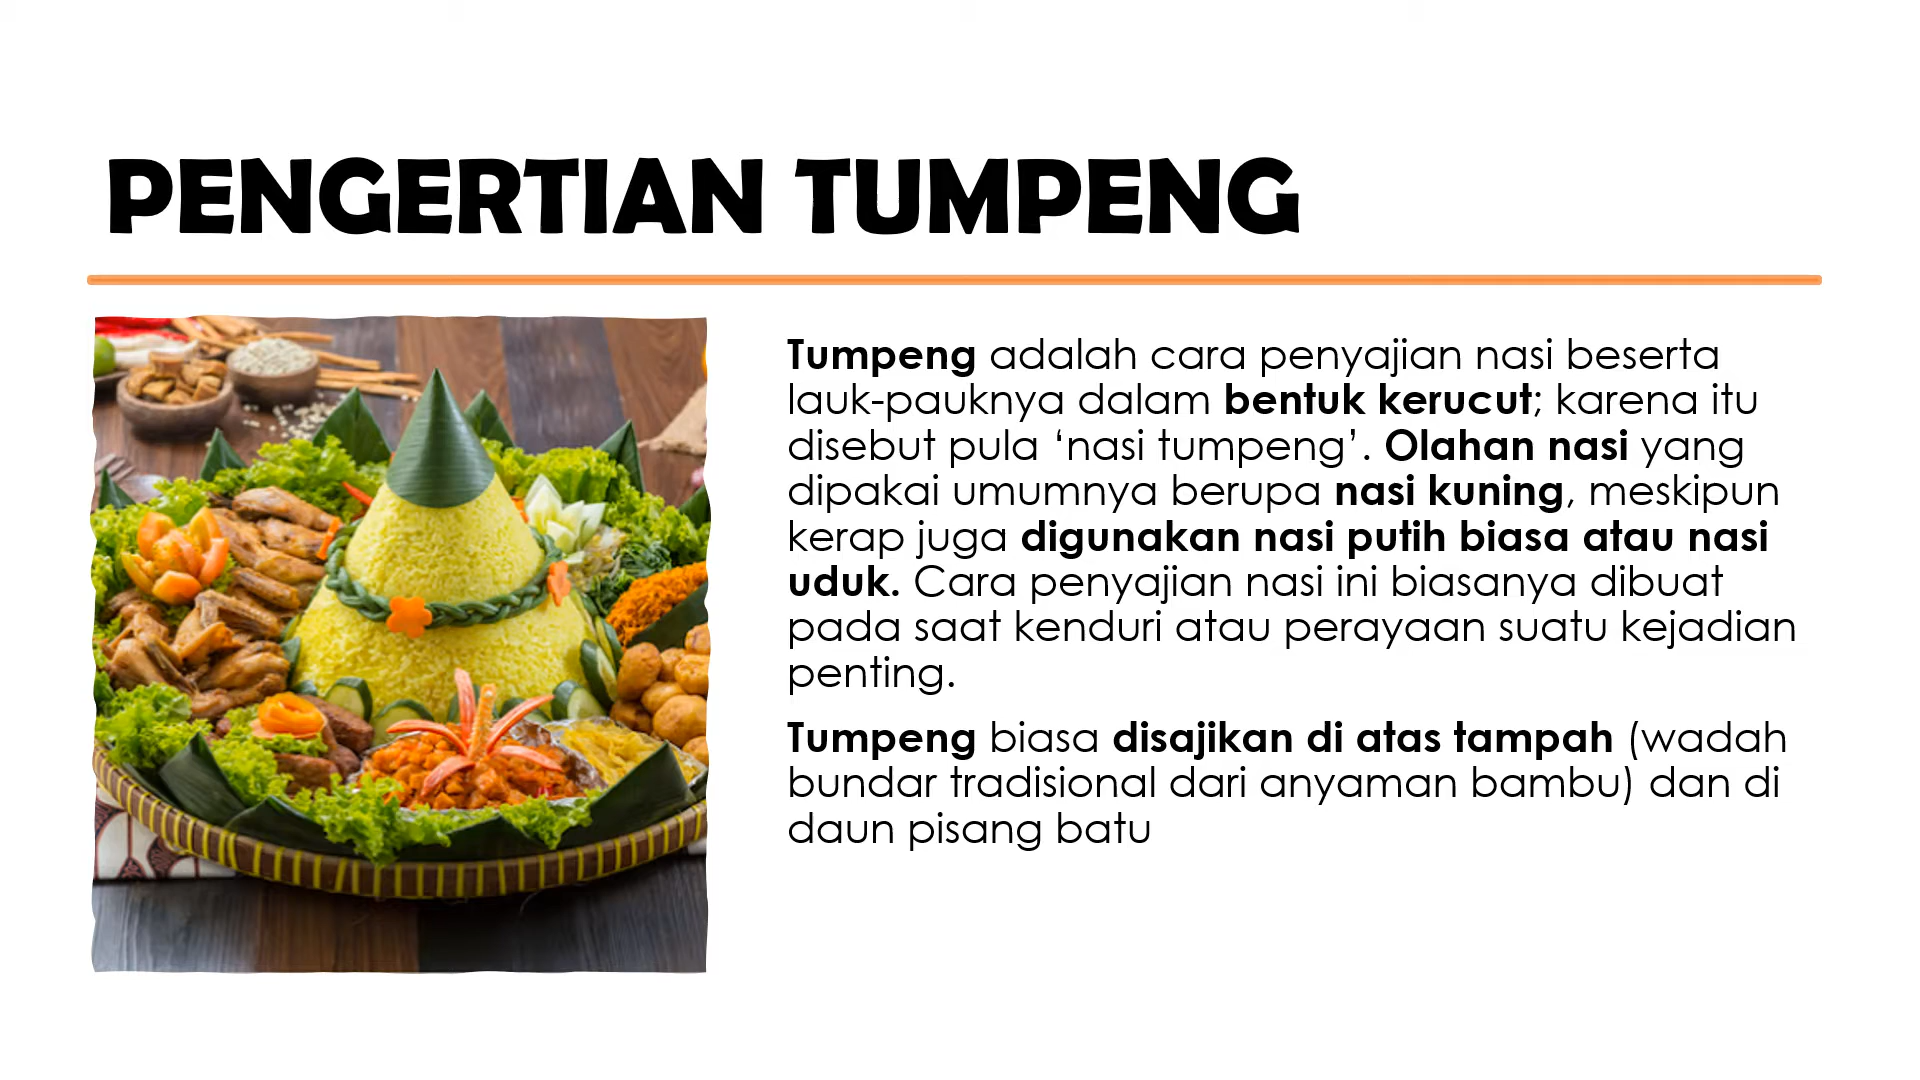 PENGERTIAN TUMPENG
Tumpeng adalah cara penyajian nasi beserta
lauk-pauknya dalam bentuk kerucut; karena itu
disebut pula ‘nasi tumpeng’. Olahan nasi yang
dipakai umumnya berupa nasi kuning, meskipun
kerap juga digunakan nasi putih biasa atau nasi
uduk. Cara penyajian nasi ini biasanya dibuat
pada saat kenduri atau perayaan suatu kejadian
penting.
Tumpeng biasa disajikan di atas tampah (wadah
bundar tradisional dari anyaman bambu) dan di
daun pisang batu